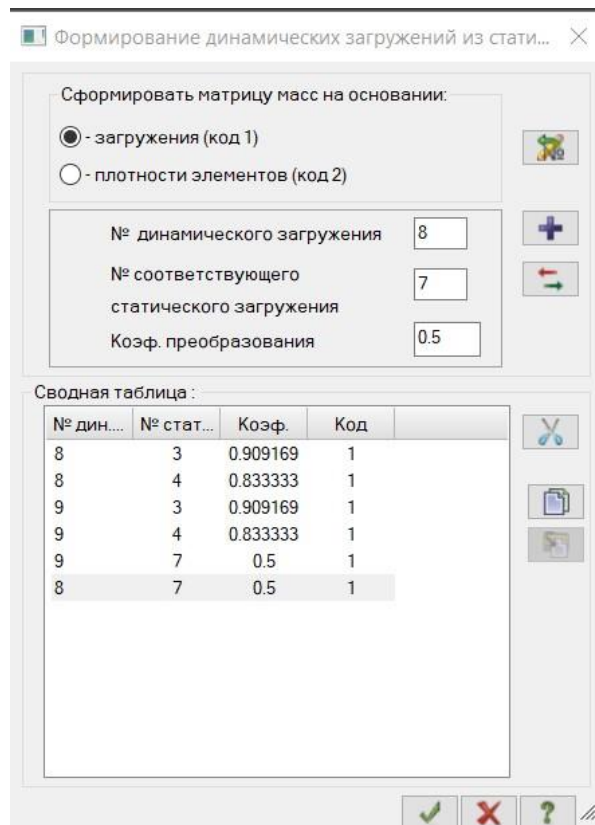 Формирование динамических загружений из стати...
Сформировать матрицу масс на основании:
- загружения (код 1)
- плотности элементов (код 2)
№ динамического загружения 8
№ соответствующего
статического загружения 7
Коэф. преобразования 0.5
Сводная таблица :
№ дин.... № стат... Коэф. Код
8 3 0.909169 1
8 4 0.833333 1
9 3 0.909169 1
9 4 0.833333 1
9 7 0.5 1
8 7 0.5 1